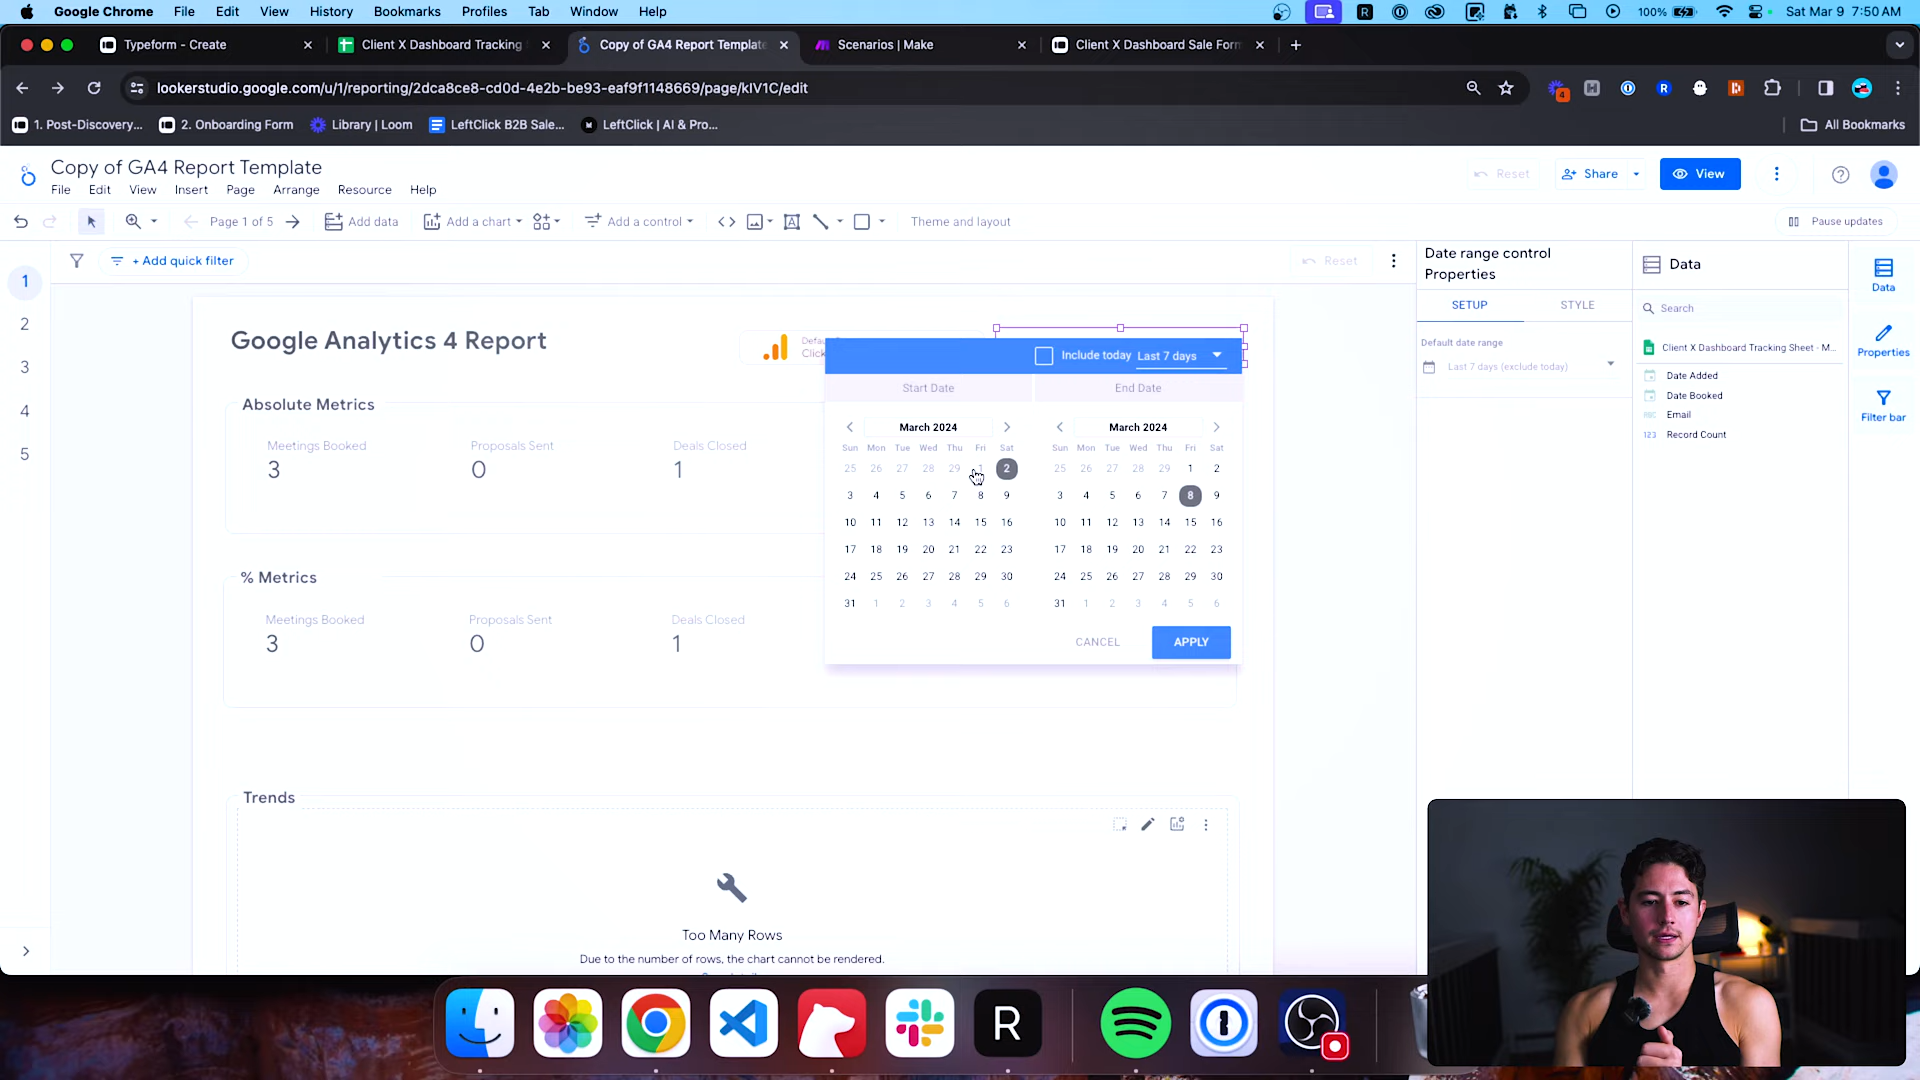 Google Chrome File Edit View History Bookmarks Profiles Tab Window Help
100% Sat Mar 9 7:50 AM
Typeform - Create
Client X Dashboard Tracking
Copy of GA4 Report Template
Scenarios | Make
Client X Dashboard Sale Form
lookerstudio.google.com/u/1/reporting/2dca8ce8-cd0d-4e2b-be93-eaf9f1148669/page/kIV1C/edit
4
1. Post-Discovery... 2. Onboarding Form Library | Loom LeftClick B2B Sale... LeftClick | AI & Pro... All Bookmarks
Copy of GA4 Report Template
File Edit View Insert Page Arrange Resource Help
Reset Share View
Page 1 of 5 Add data Add a chart Add a control Theme and layout Pause updates
+ Add quick filter Reset
1
2
3
4
5
Google Analytics 4 Report
Absolute Metrics
Meetings Booked Proposals Sent Deals Closed
3 0 1
% Metrics
Meetings Booked Proposals Sent Deals Closed
3 0 1
Include today Last 7 days
Start Date End Date
March 2024 March 2024
Sun Mon Tue Wed Thu Fri Sat Sun Mon Tue Wed Thu Fri Sat
25 26 27 28 29 1 2 25 26 27 28 29 1 2
3 4 5 6 7 8 9 3 4 5 6 7 8 9
10 11 12 13 14 15 16 10 11 12 13 14 15 16
17 18 19 20 21 22 23 17 18 19 20 21 22 23
24 25 26 27 28 29 30 24 25 26 27 28 29 30
31 1 2 3 4 5 6 31 1 2 3 4 5 6
CANCEL APPLY
Trends
Too Many Rows
Due to the number of rows, the chart cannot be rendered.
Date range control
Properties
SETUP STYLE
Default date range
Last 7 days (exclude today)
Data
Search
Client X Dashboard Tracking Sheet - M...
Date Added
Date Booked
ABC Email
123 Record Count
Data
Properties
Filter bar
R